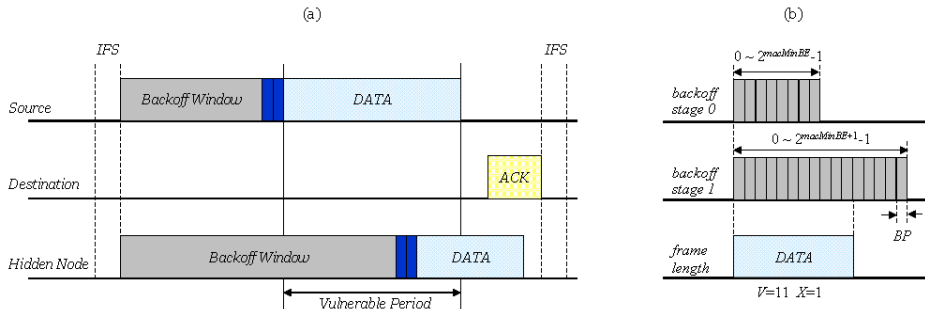 (a)
IFS
IFS
Source
Backoff Window
DATA
Destination
ACK
Hidden Node
Backoff Window
DATA
Vulnerable Period
(b)
0 ~ 2^macMinBE-1
backoff
stage 0
0 ~ 2^macMinBE+1-1
backoff
stage 1
BP
frame
length
DATA
V=11 X=1